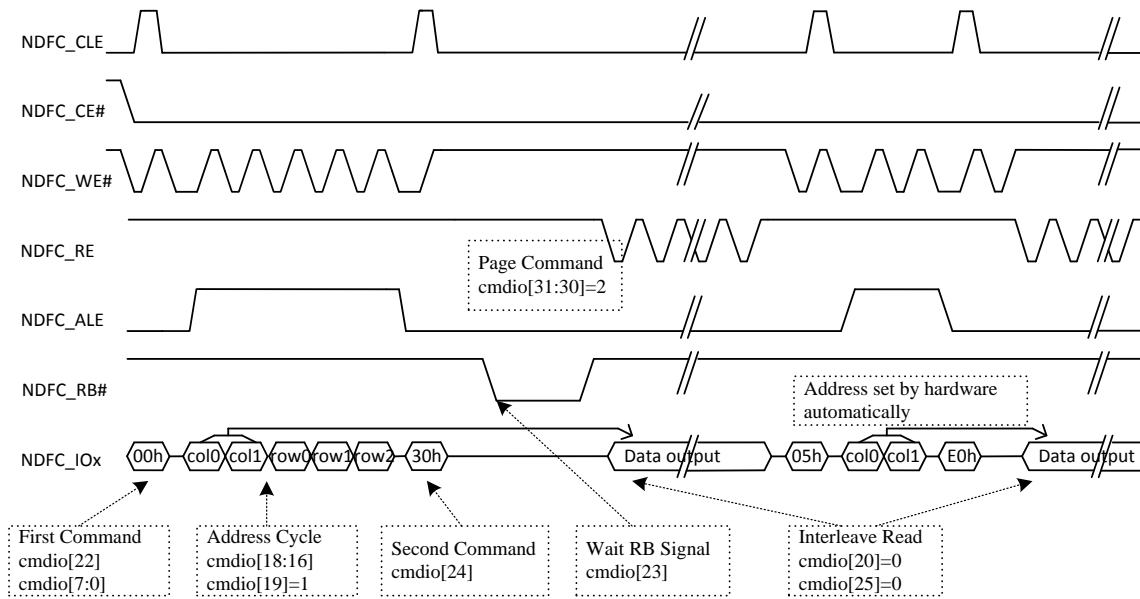 NDFC_CLE
NDFC_CE#
NDFC_WE#
NDFC_RE
Page Command
cmdio[31:30]=2
NDFC_ALE
NDFC_RB#
Address set by hardware
automatically
NDFC_IOx 00h col0 col1 row0 row1 row2 30h Data output 05h col0 col1 E0h Data output
First Command
cmdio[22]
cmdio[7:0]
Address Cycle
cmdio[18:16]
cmdio[19]=1
Second Command
cmdio[24]
Wait RB Signal
cmdio[23]
Interleave Read
cmdio[20]=0
cmdio[25]=0